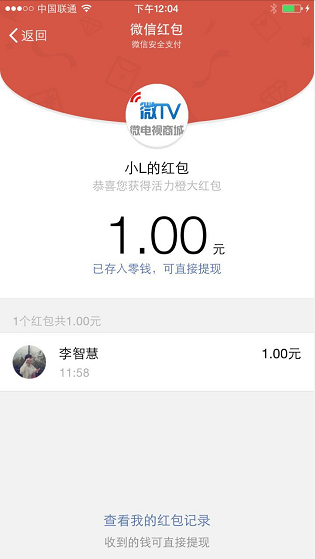 中国联通 下午12:04
返回
微信红包
微信安全支付
微TV
微电视商城
小L的红包
恭喜您获得活力橙大红包
1.00 元
已存入零钱，可直接提现
1个红包共1.00元
李智慧 1.00元
11:58
查看我的红包记录
收到的钱可直接提现